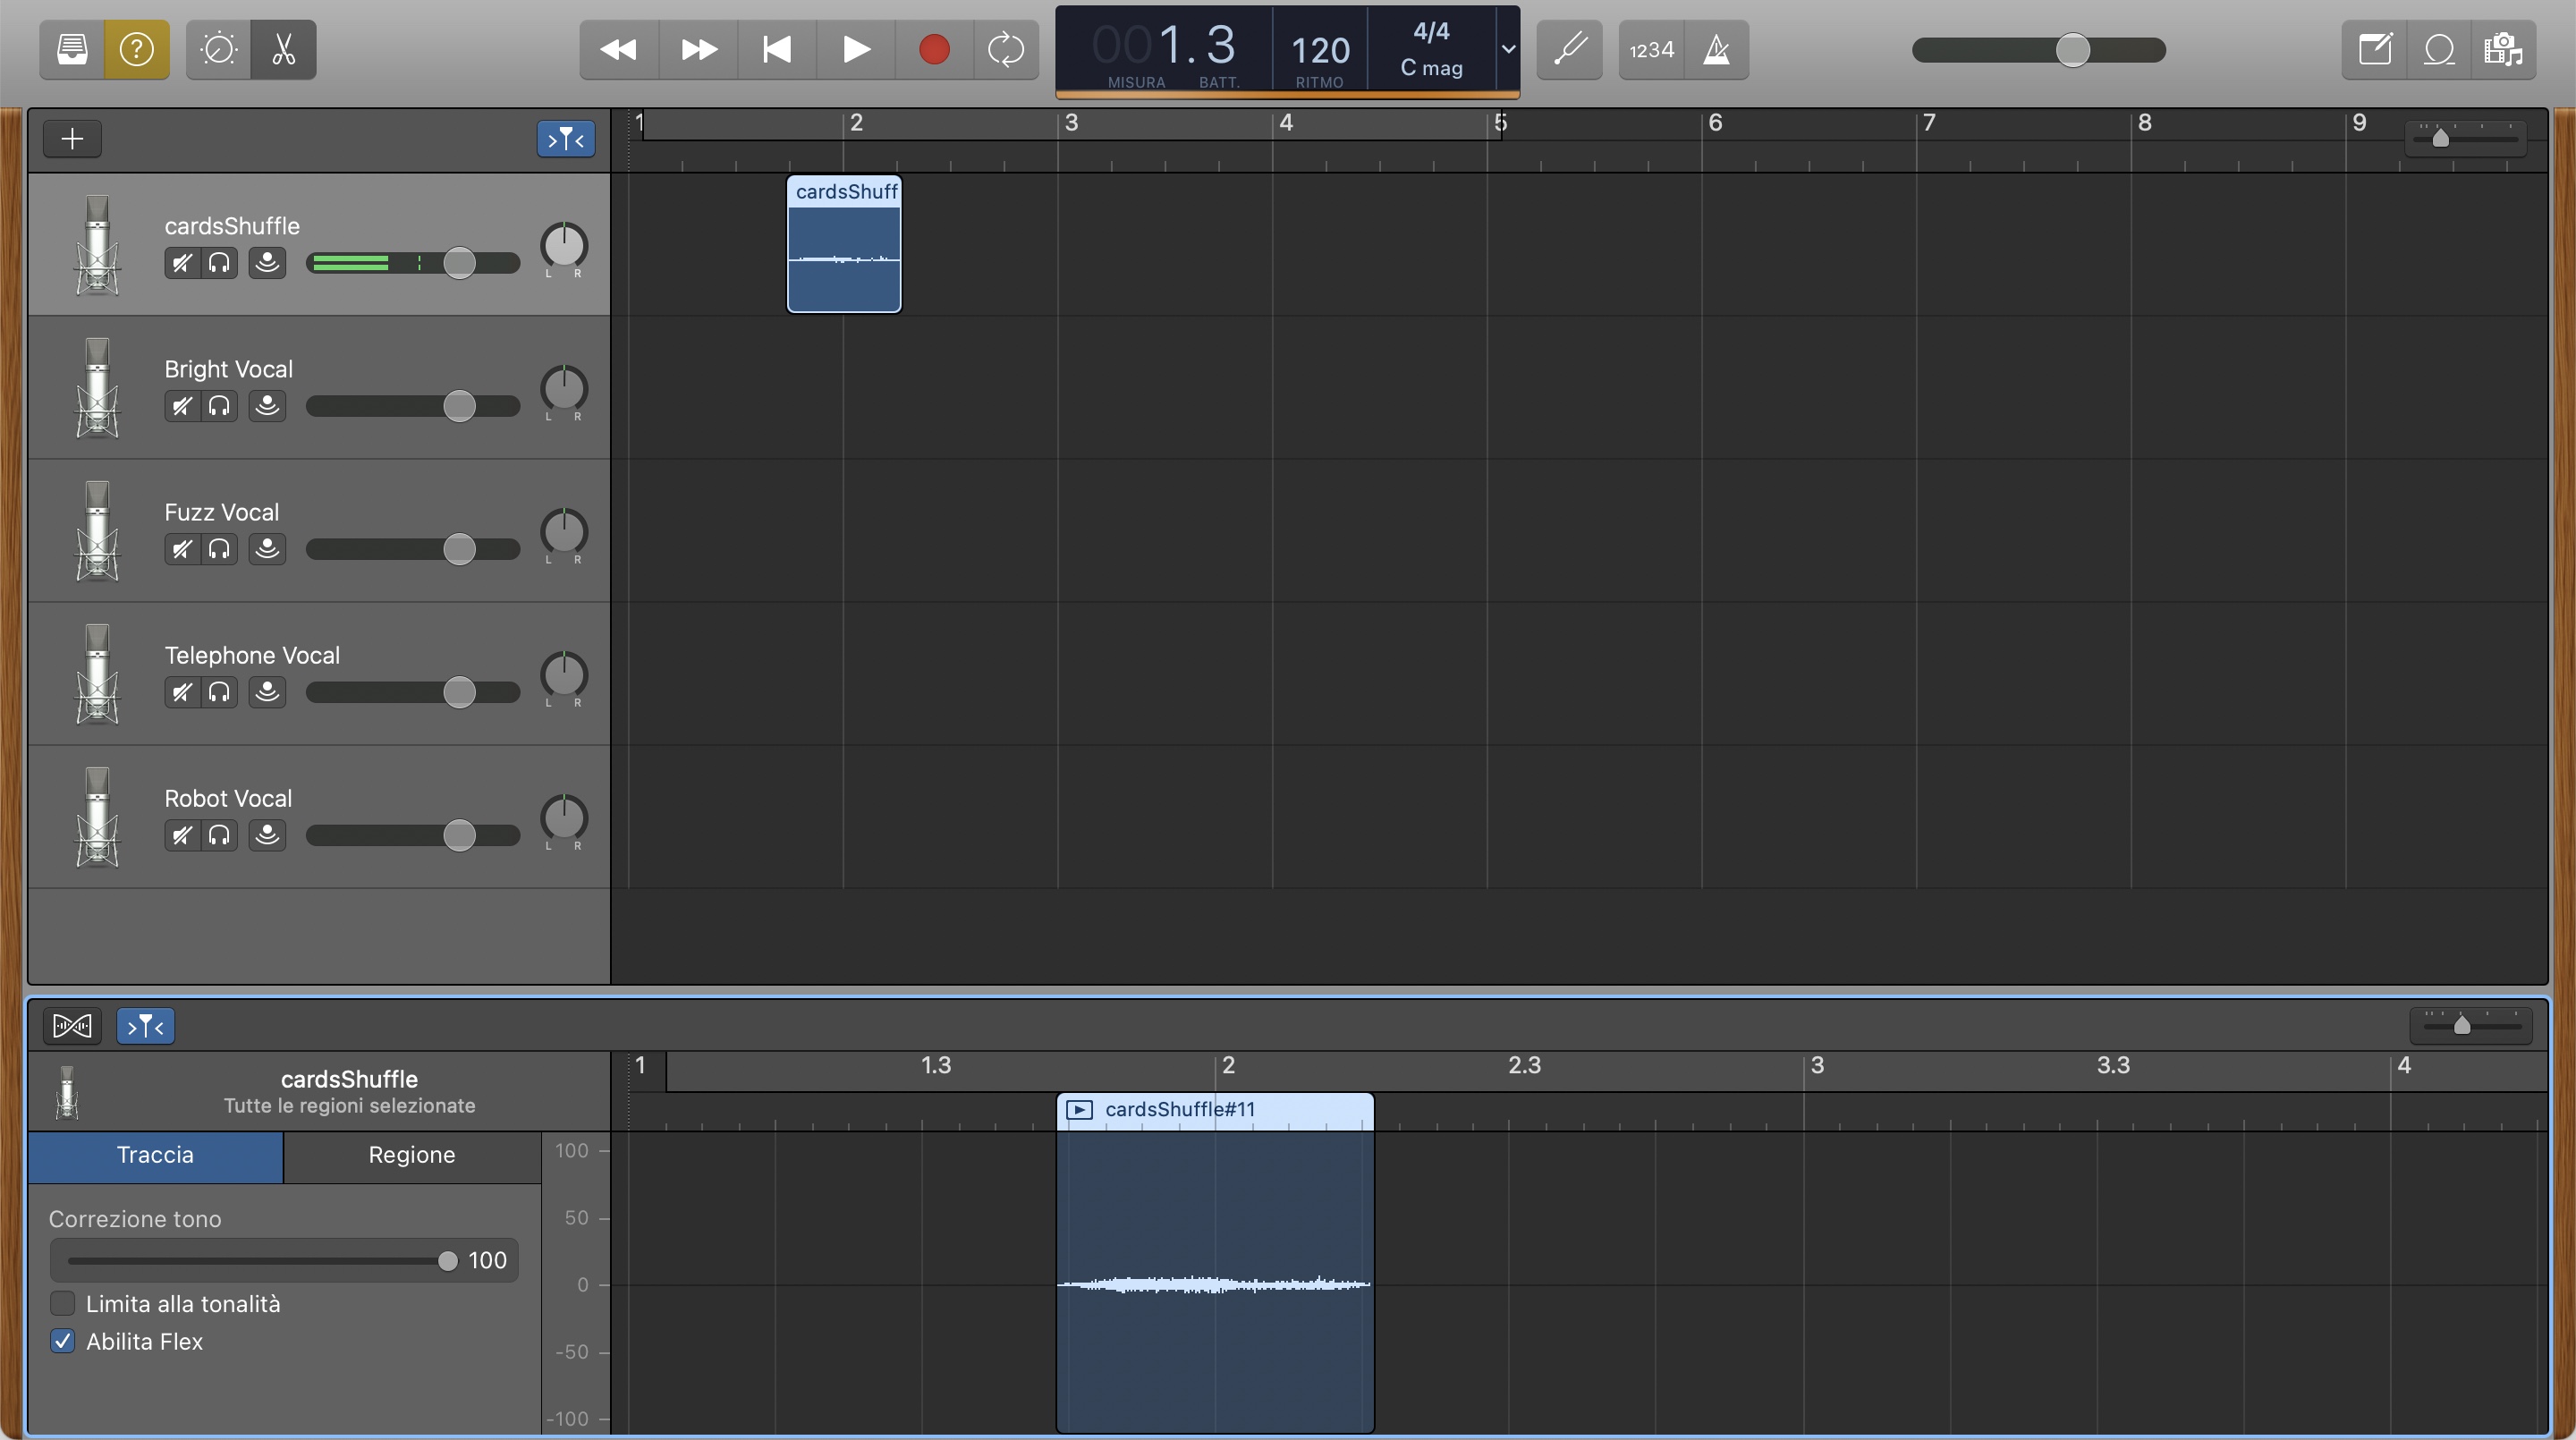 001.3
MISURA BATT.
120
RITMO
4/4
C mag
1234
1 2 3 4 5 6 7 8 9
cardsShuff
cardsShuffle
L R
Bright Vocal
L R
Fuzz Vocal
L R
Telephone Vocal
L R
Robot Vocal
L R
1 1.3 2 2.3 3 3.3 4
cardsShuffle
Tutte le regioni selezionate
cardsShuffle#11
Traccia Regione
100
50
0
-50
-100
Correzione tono
100
Limita alla tonalità
Abilita Flex